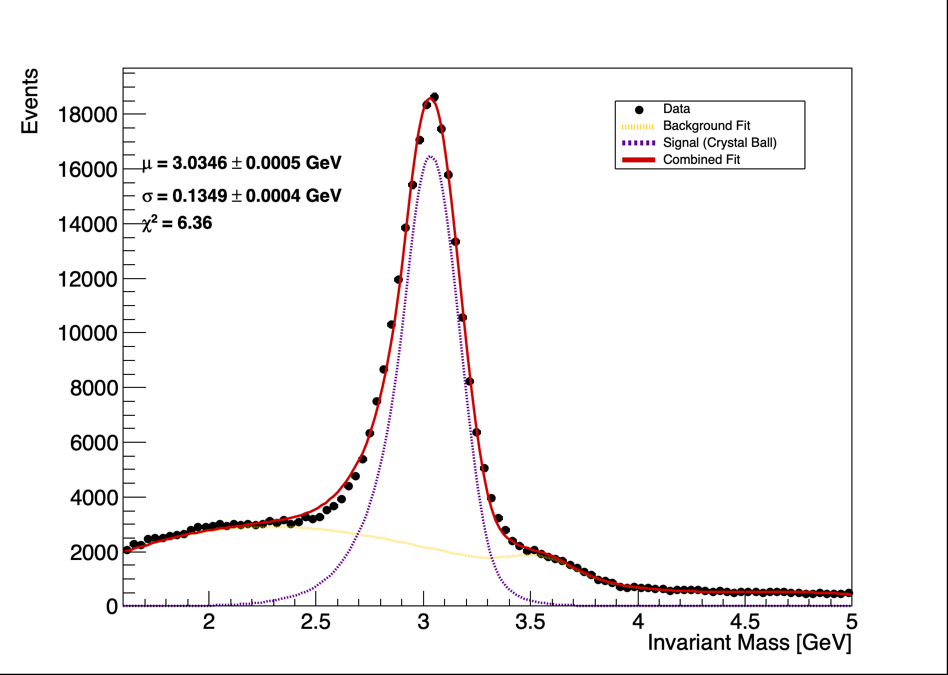 Events
18000
16000
14000
12000
10000
8000
6000
4000
2000
0
μ = 3.0346 ± 0.0005 GeV
σ = 0.1349 ± 0.0004 GeV
χ² = 6.36
Data
Background Fit
Signal (Crystal Ball)
Combined Fit
2 2.5 3 3.5 4 4.5 5
Invariant Mass [GeV]